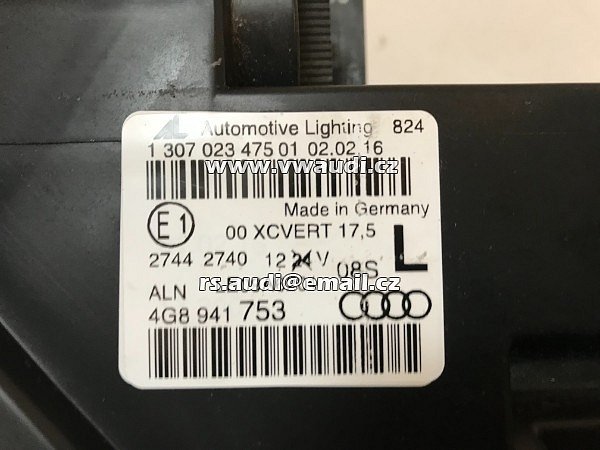 AL Automotive Lighting 824
1 307 023 475 01 02.02.16
www.vwaudi.cz
Made in Germany
E1 00 XCVERT 17,5
2744 2740 12 24 V 08S L
rs.audi@email.cz
ALN
4G8 941 753